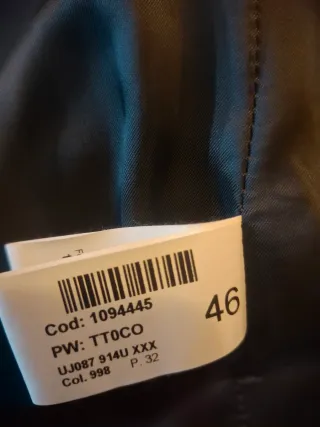 46
Cod: 1094445
PW: TT0CO
UJ087 914U XXX
Col. 998 P. 32